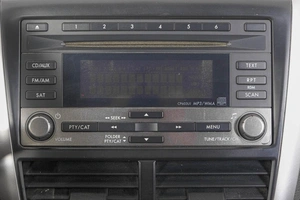 1 2 3 4 5 6
CD/AUX TEXT
FM/AM RPT
SAT SCAN
MP3/WMA
SEEK
PTY/CAT MENU
VOLUME FOLDER TUNE/TRACK
PTY/CAT